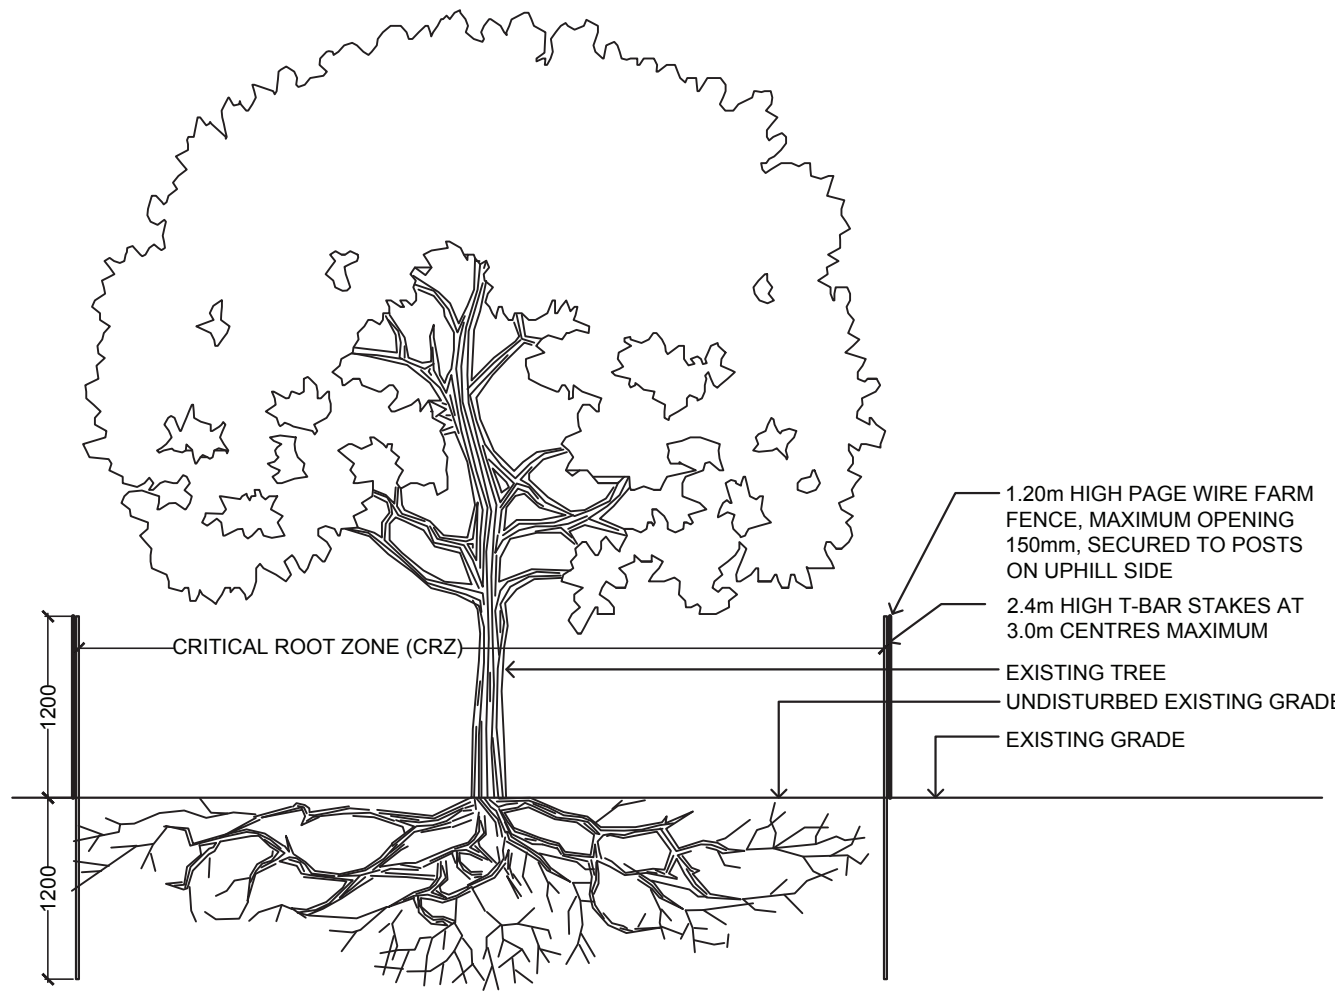 1.20m HIGH PAGE WIRE FARM
FENCE, MAXIMUM OPENING
150mm, SECURED TO POSTS
ON UPHILL SIDE
2.4m HIGH T-BAR STAKES AT
3.0m CENTRES MAXIMUM
CRITICAL ROOT ZONE (CRZ)
EXISTING TREE
UNDISTURBED EXISTING GRADE
EXISTING GRADE
1200
1200